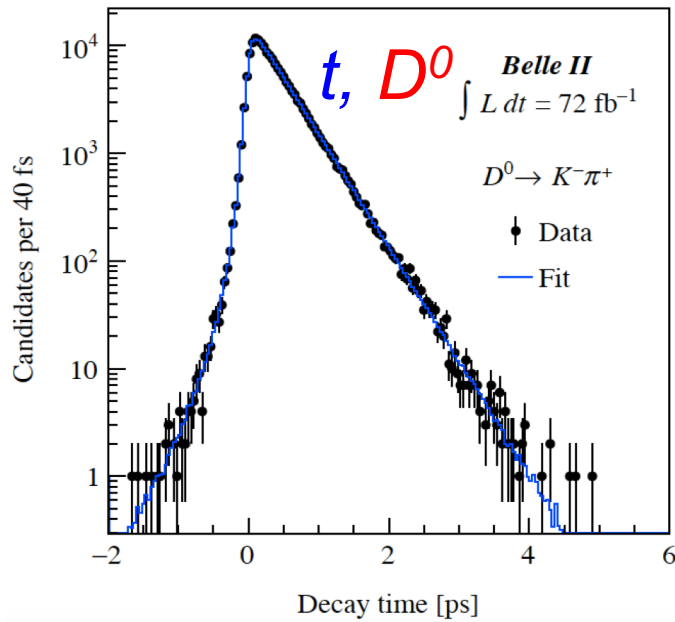 10⁴
10³
10²
10
1
Candidates per 40 fs
t, D⁰
Belle II
∫ L dt = 72 fb⁻¹
D⁰→ K⁻π⁺
Data
Fit
−2 0 2 4 6
Decay time [ps]